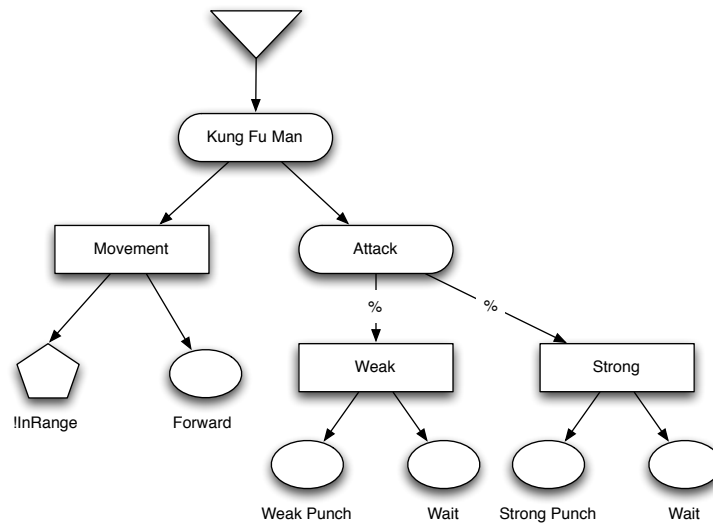 Kung Fu Man
Movement
Attack
%
%
Weak
Strong
!InRange
Forward
Weak Punch
Wait
Strong Punch
Wait